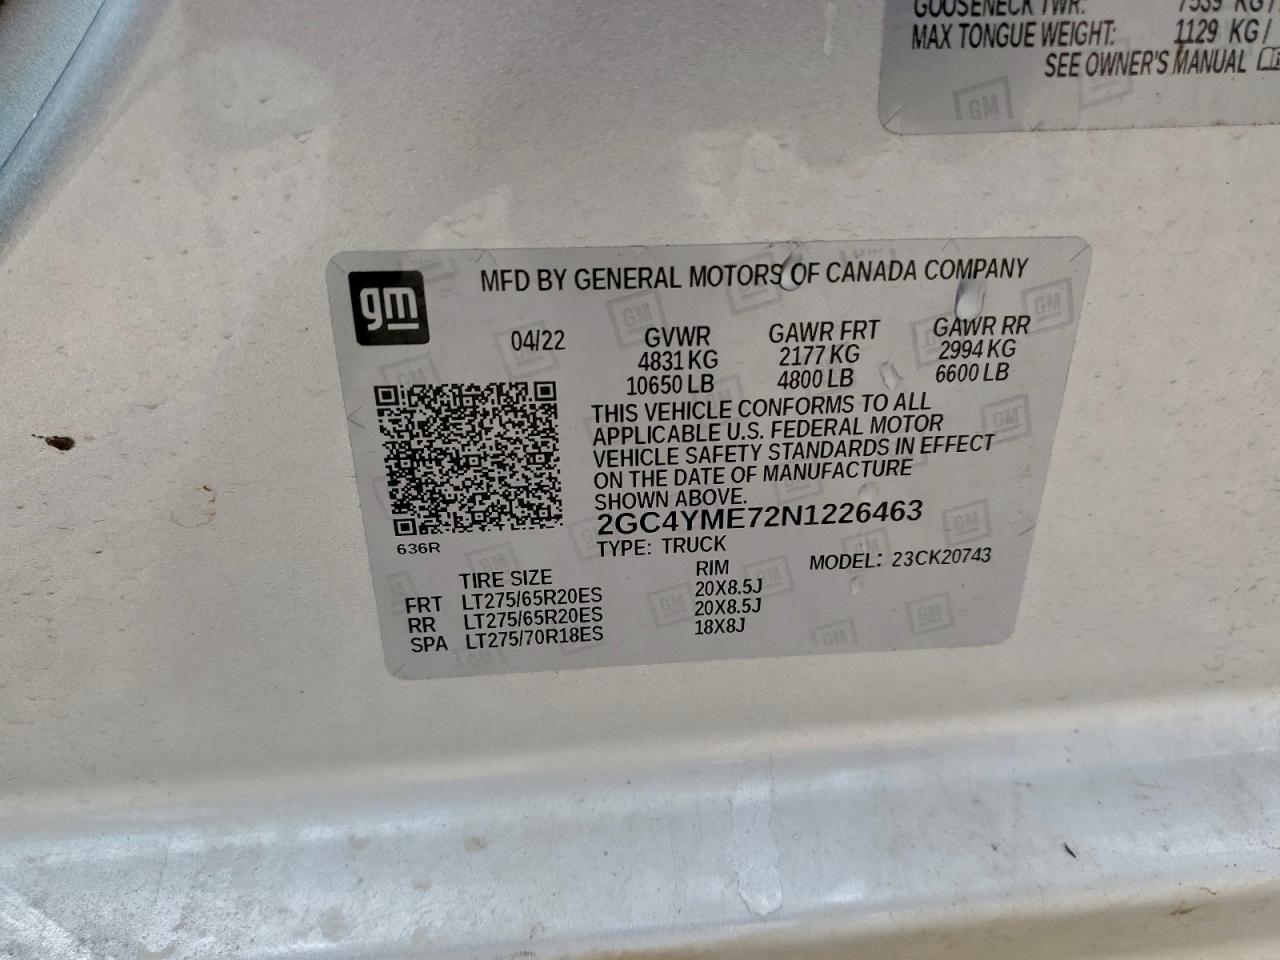 GOOSENECK TWR: 7539 KG/
MAX TONGUE WEIGHT: 1129 KG/
SEE OWNER'S MANUAL
gm
MFD BY GENERAL MOTORS OF CANADA COMPANY
04/22 GVWR GAWR FRT GAWR RR
4831 KG 2177 KG 2994 KG
10650 LB 4800 LB 6600 LB
THIS VEHICLE CONFORMS TO ALL
APPLICABLE U.S. FEDERAL MOTOR
VEHICLE SAFETY STANDARDS IN EFFECT
ON THE DATE OF MANUFACTURE
SHOWN ABOVE.
2GC4YME72N1226463
636R
TYPE: TRUCK MODEL: 23CK20743
TIRE SIZE RIM
FRT LT275/65R20ES 20X8.5J
RR LT275/65R20ES 20X8.5J
SPA LT275/70R18ES 18X8J